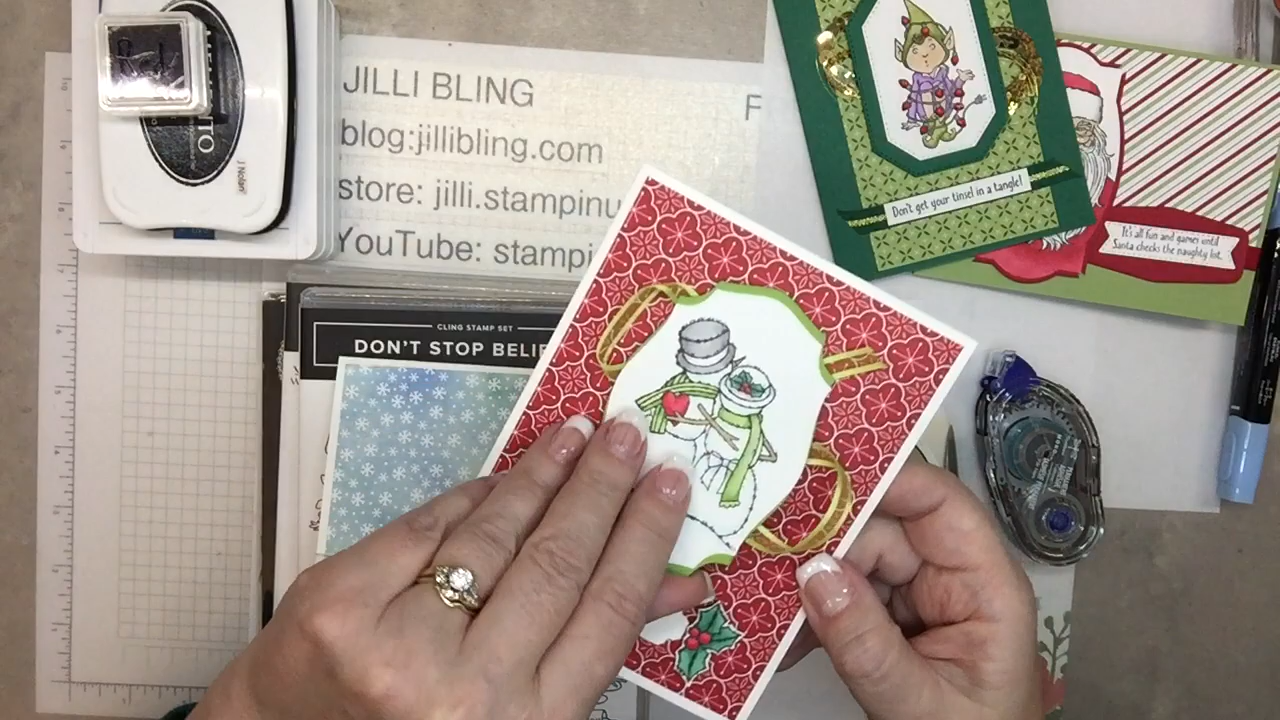 JILLI BLING
F
blog:jillibling.com
store: jilli.stampinu
YouTube: stampi
CLING STAMP SET
DON'T STOP BELIE
Don't get your tinsel in a tangle!
It's all fun and games until
Santa checks the naughty list.
J Nolan